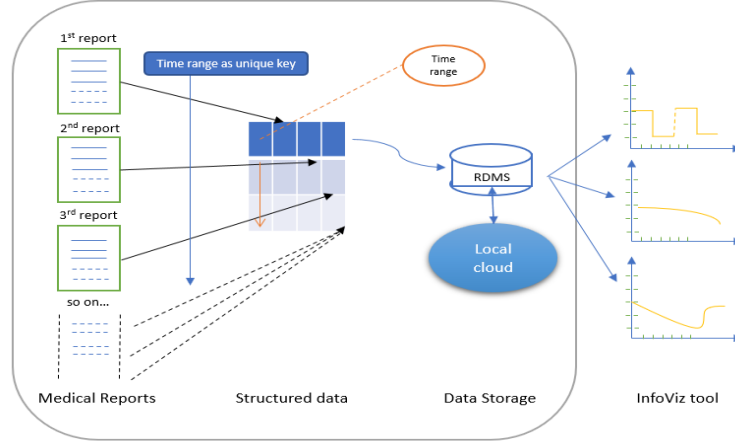 1st report
Time range as unique key
Time
range
2nd report
3rd report
so on...
RDMS
Local
cloud
Medical Reports
Structured data
Data Storage
InfoViz tool